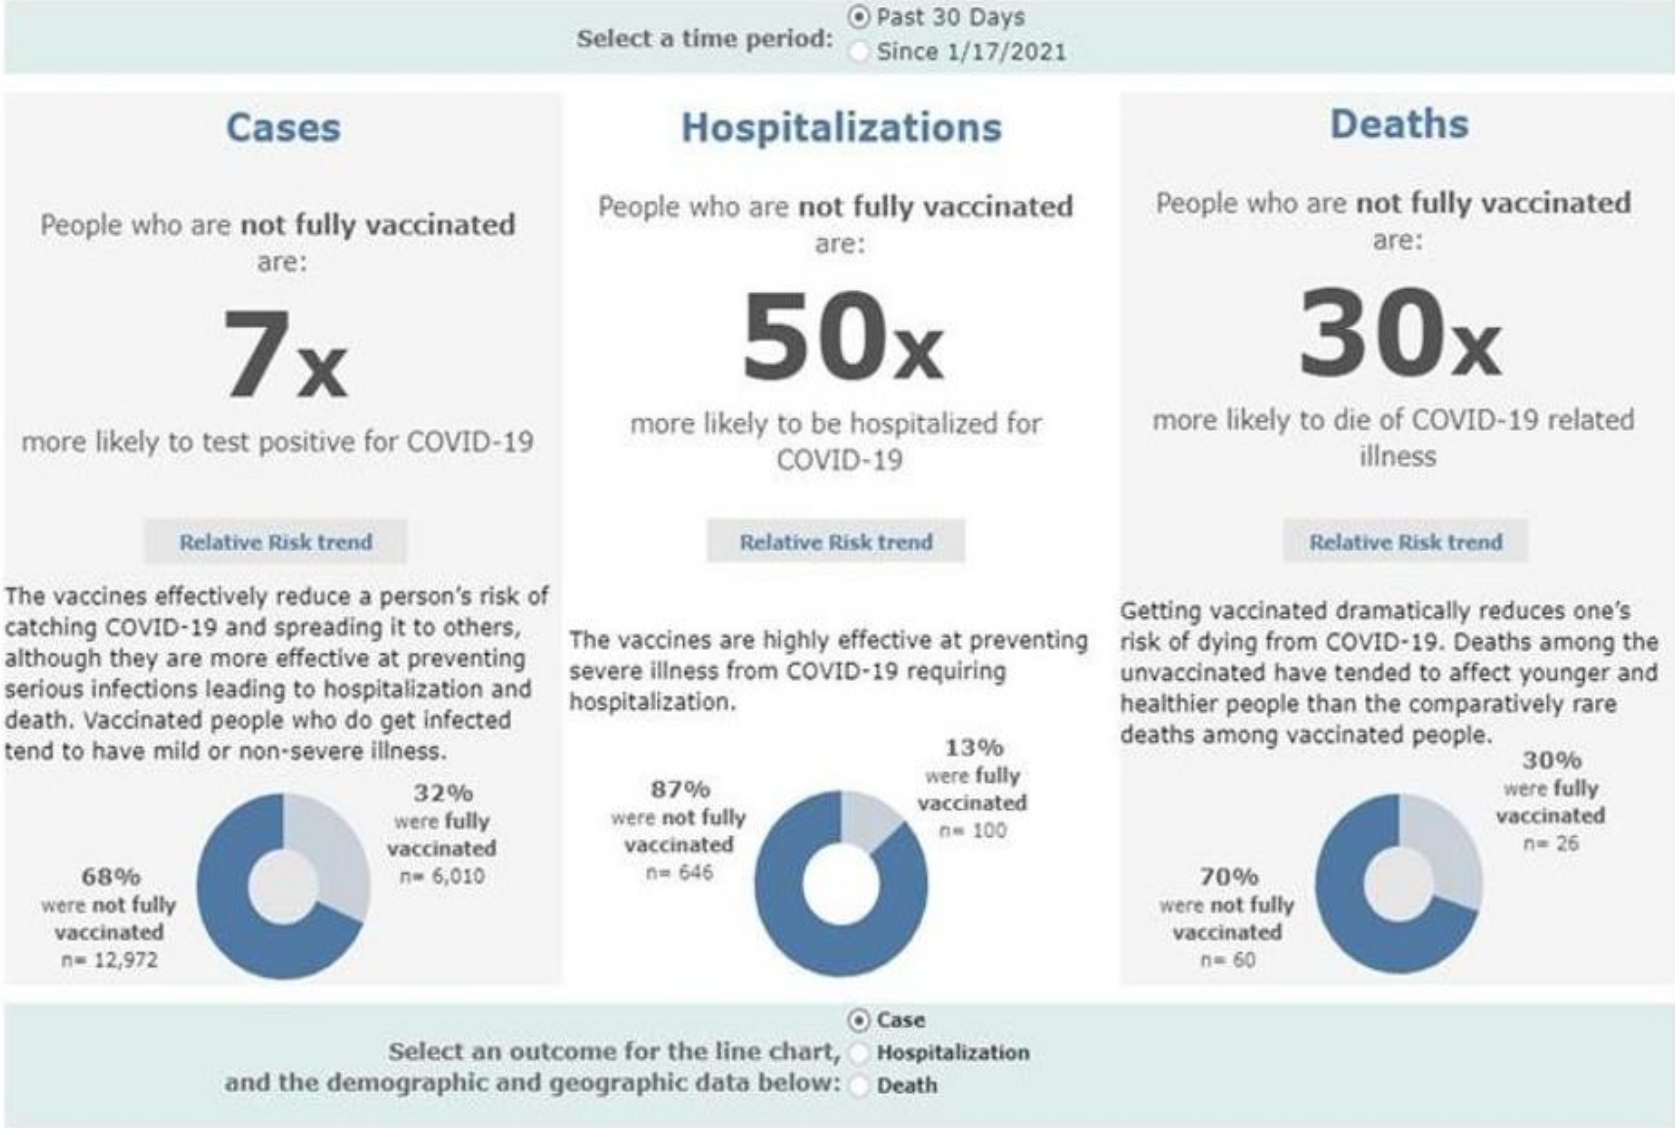 Select a time period:
Past 30 Days
Since 1/17/2021
Cases
People who are not fully vaccinated
are:
7x
more likely to test positive for COVID-19
Relative Risk trend
The vaccines effectively reduce a person's risk of
catching COVID-19 and spreading it to others,
although they are more effective at preventing
serious infections leading to hospitalization and
death. Vaccinated people who do get infected
tend to have mild or non-severe illness.
32%
were fully
vaccinated
n= 6,010
68%
were not fully
vaccinated
n= 12,972
Hospitalizations
People who are not fully vaccinated
are:
50x
more likely to be hospitalized for
COVID-19
Relative Risk trend
The vaccines are highly effective at preventing
severe illness from COVID-19 requiring
hospitalization.
13%
were fully
vaccinated
n= 100
87%
were not fully
vaccinated
n= 646
Deaths
People who are not fully vaccinated
are:
30x
more likely to die of COVID-19 related
illness
Relative Risk trend
Getting vaccinated dramatically reduces one's
risk of dying from COVID-19. Deaths among the
unvaccinated have tended to affect younger and
healthier people than the comparatively rare
deaths among vaccinated people.
30%
were fully
vaccinated
n= 26
70%
were not fully
vaccinated
n= 60
Select an outcome for the line chart,
and the demographic and geographic data below:
Case
Hospitalization
Death